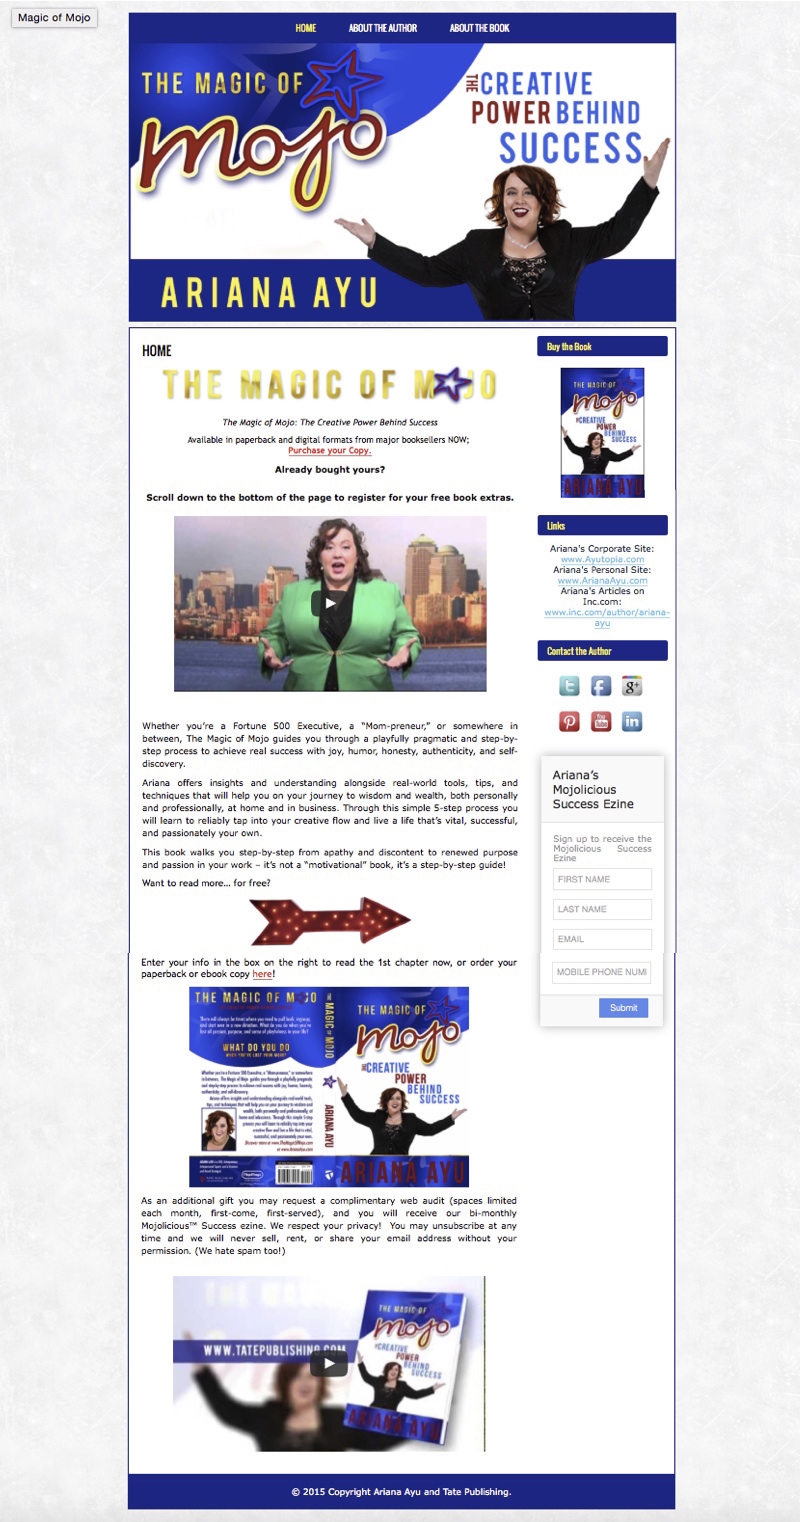 Magic of Mojo
HOME
ABOUT THE AUTHOR
ABOUT THE BOOK
THE MAGIC OF
mojo
THE CREATIVE
POWER BEHIND
SUCCESS
ARIANA AYU
HOME
THE MAGIC OF MOJO
The Magic of Mojo: The Creative Power Behind Success
Available in paperback and digital formats from major booksellers NOW;
Purchase your Copy.
Already bought yours?
Scroll down to the bottom of the page to register for your free book extras.
Whether you’re a Fortune 500 Executive, a “Mom-preneur,” or somewhere in
between, The Magic of Mojo guides you through a playfully pragmatic and step-by-
step process to achieve real success with joy, humor, honesty, authenticity, and self-
discovery.
Ariana offers insights and understanding alongside real-world tools, tips, and
techniques that will help you on your journey to wisdom and wealth, both personally
and professionally, at home and in business. Through this simple 5-step process you
will learn to reliably tap into your creative flow and live a life that’s vital, successful,
and passionately your own.
This book walks you step-by-step from apathy and discontent to renewed purpose
and passion in your work – it’s not a “motivational” book, it’s a step-by-step guide!
Want to read more… for free?
Enter your info in the box on the right to read the 1st chapter now, or order your
paperback or ebook copy here!
THE MAGIC OF MOJO
WHAT DO YOU DO
WHEN YOU'VE LOST YOUR MOJO?
THE MAGIC OF MOJO
ARIANA AYU
THE MAGIC OF
mojo
THE CREATIVE
POWER
BEHIND
SUCCESS
ARIANA AYU
As an additional gift you may request a complimentary web audit (spaces limited
each month, first-come, first-served), and you will receive our bi-monthly
Mojolicious™ Success ezine. We respect your privacy! You may unsubscribe at any
time and we will never sell, rent, or share your email address without your
permission. (We hate spam too!)
WWW.TATEPUBLISHING.COM
THE MAGIC OF
mojo
THE CREATIVE
POWER
BEHIND
SUCCESS
ARIANA AYU
Buy the Book
THE MAGIC OF
mojo
THE CREATIVE
POWER
BEHIND
SUCCESS
ARIANA AYU
Links
Ariana's Corporate Site:
www.Ayutopia.com
Ariana's Personal Site:
www.ArianaAyu.com
Ariana's Articles on
Inc.com:
www.inc.com/author/ariana-
ayu
Contact the Author
t f g+
You Tube in
Ariana’s
Mojolicious
Success Ezine
Sign up to receive the
Mojolicious Success
Ezine
FIRST NAME
LAST NAME
EMAIL
MOBILE PHONE NUM
Submit
© 2015 Copyright Ariana Ayu and Tate Publishing.